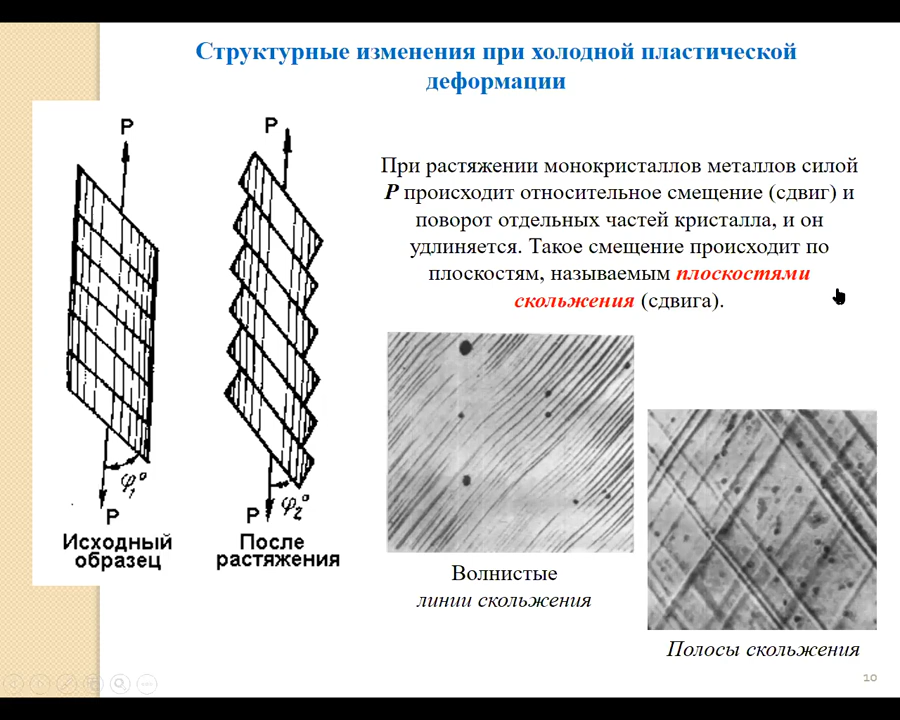 Структурные изменения при холодной пластической
деформации
P
P
φ₁°
P
Исходный
образец
φ₂°
P
После
растяжения
При растяжении монокристаллов металлов силой
P происходит относительное смещение (сдвиг) и
поворот отдельных частей кристалла, и он
удлиняется. Такое смещение происходит по
плоскостям, называемым плоскостями
скольжения (сдвига).
Волнистые
линии скольжения
Полосы скольжения
10